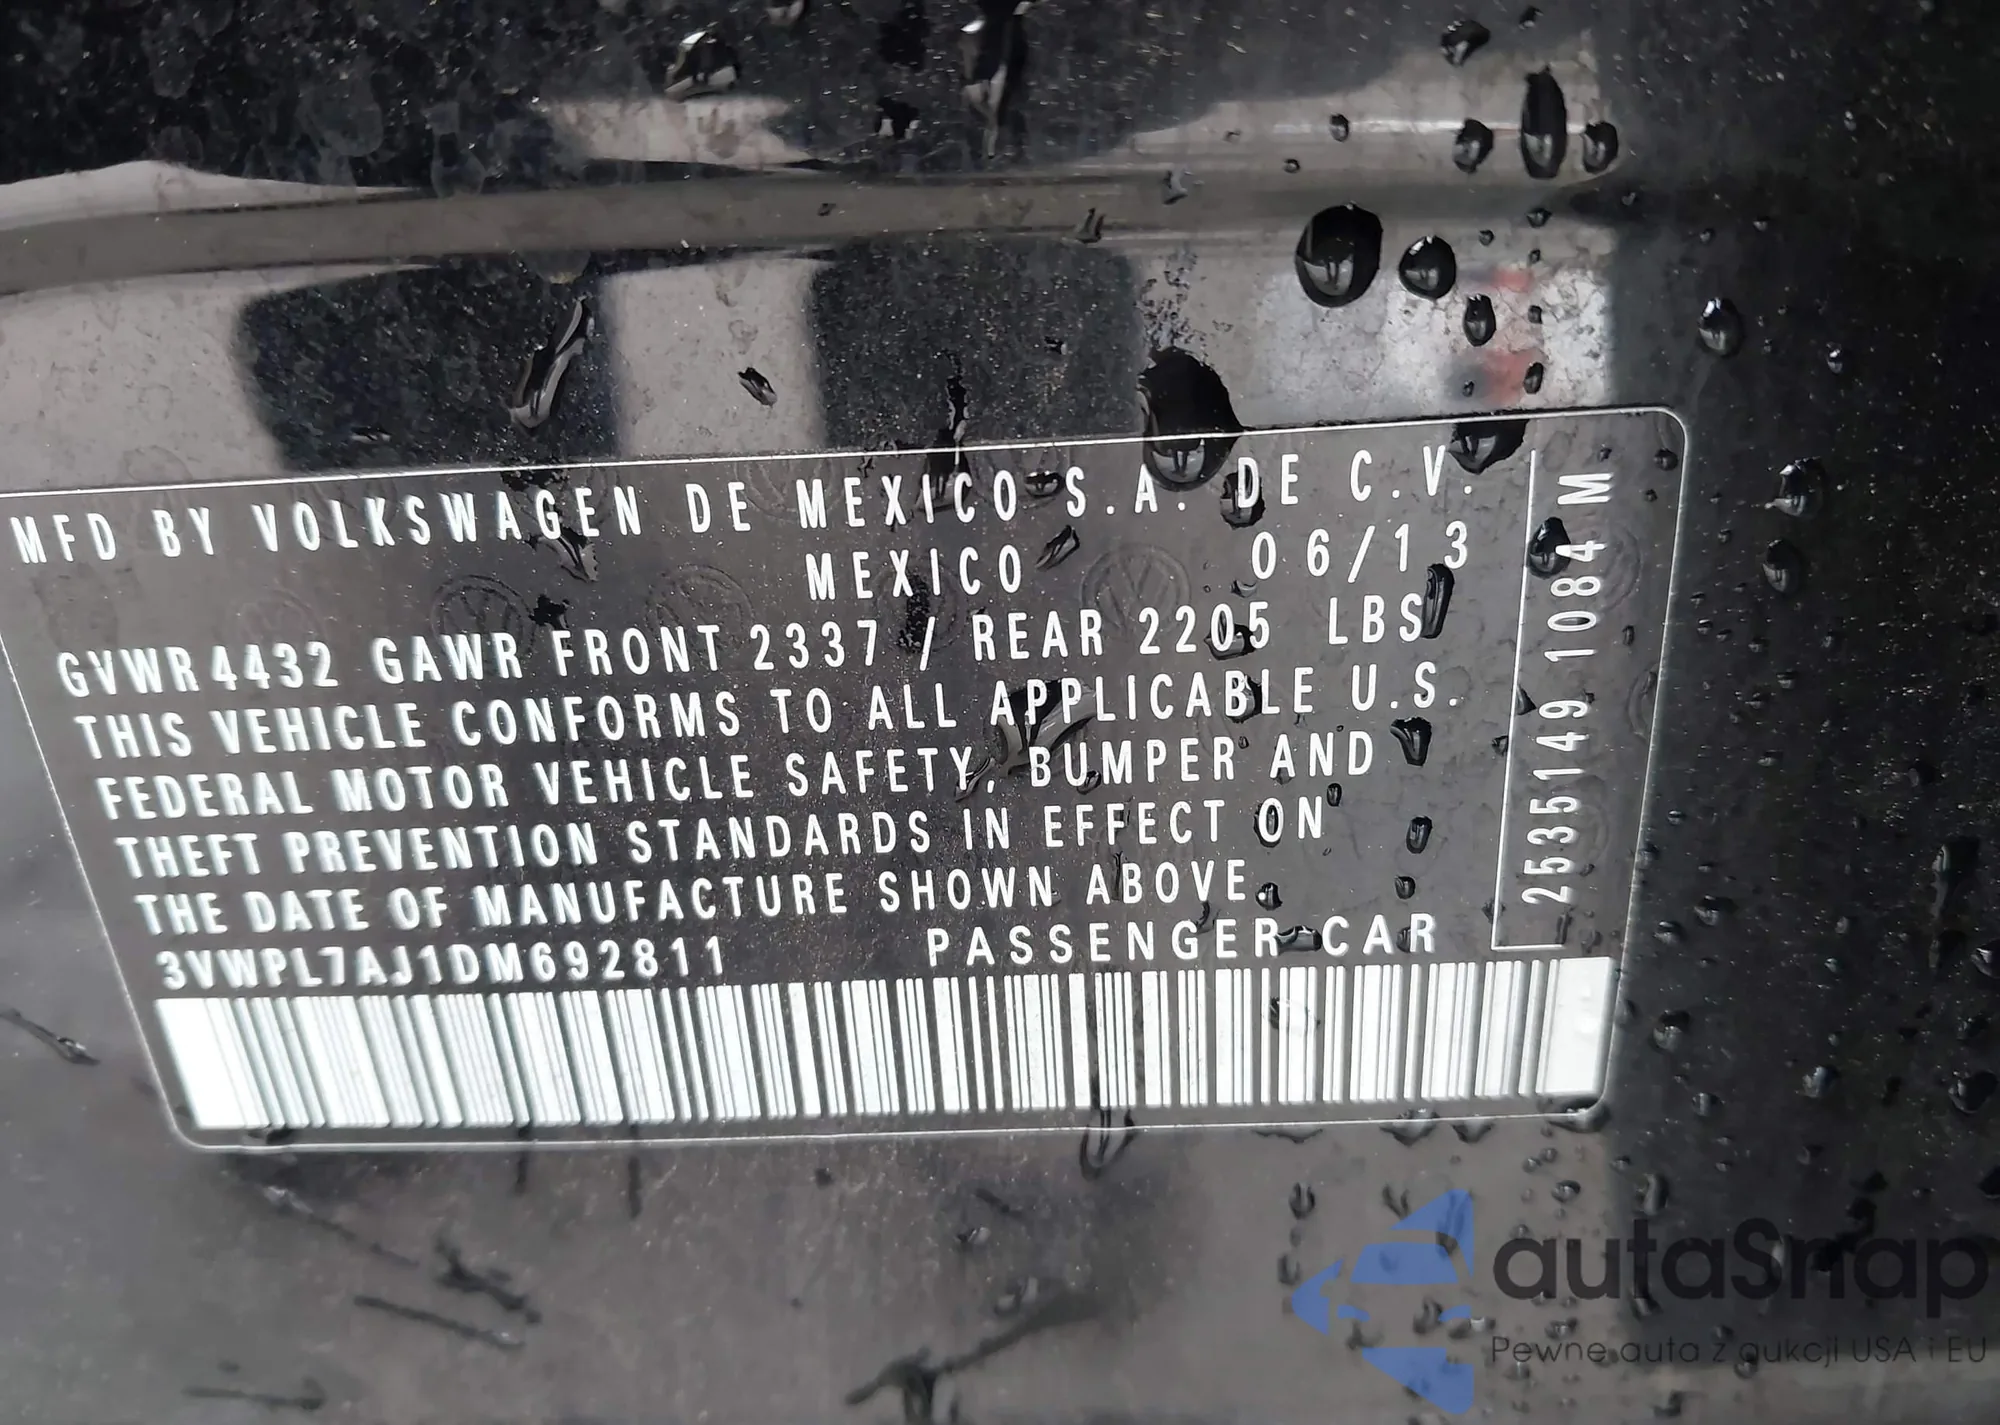 MFD BY VOLKSWAGEN DE MEXICO S.A. DE C.V.
MEXICO 06/13
GVWR 4432 GAWR FRONT 2337 / REAR 2205 LBS
THIS VEHICLE CONFORMS TO ALL APPLICABLE U.S.
FEDERAL MOTOR VEHICLE SAFETY, BUMPER AND
THEFT PREVENTION STANDARDS IN EFFECT ON
THE DATE OF MANUFACTURE SHOWN ABOVE.
3VWPL7AJ1DM692811 PASSENGER CAR
2535149 1084 M
autaSnap
Pewne auta z aukcji USA i EU